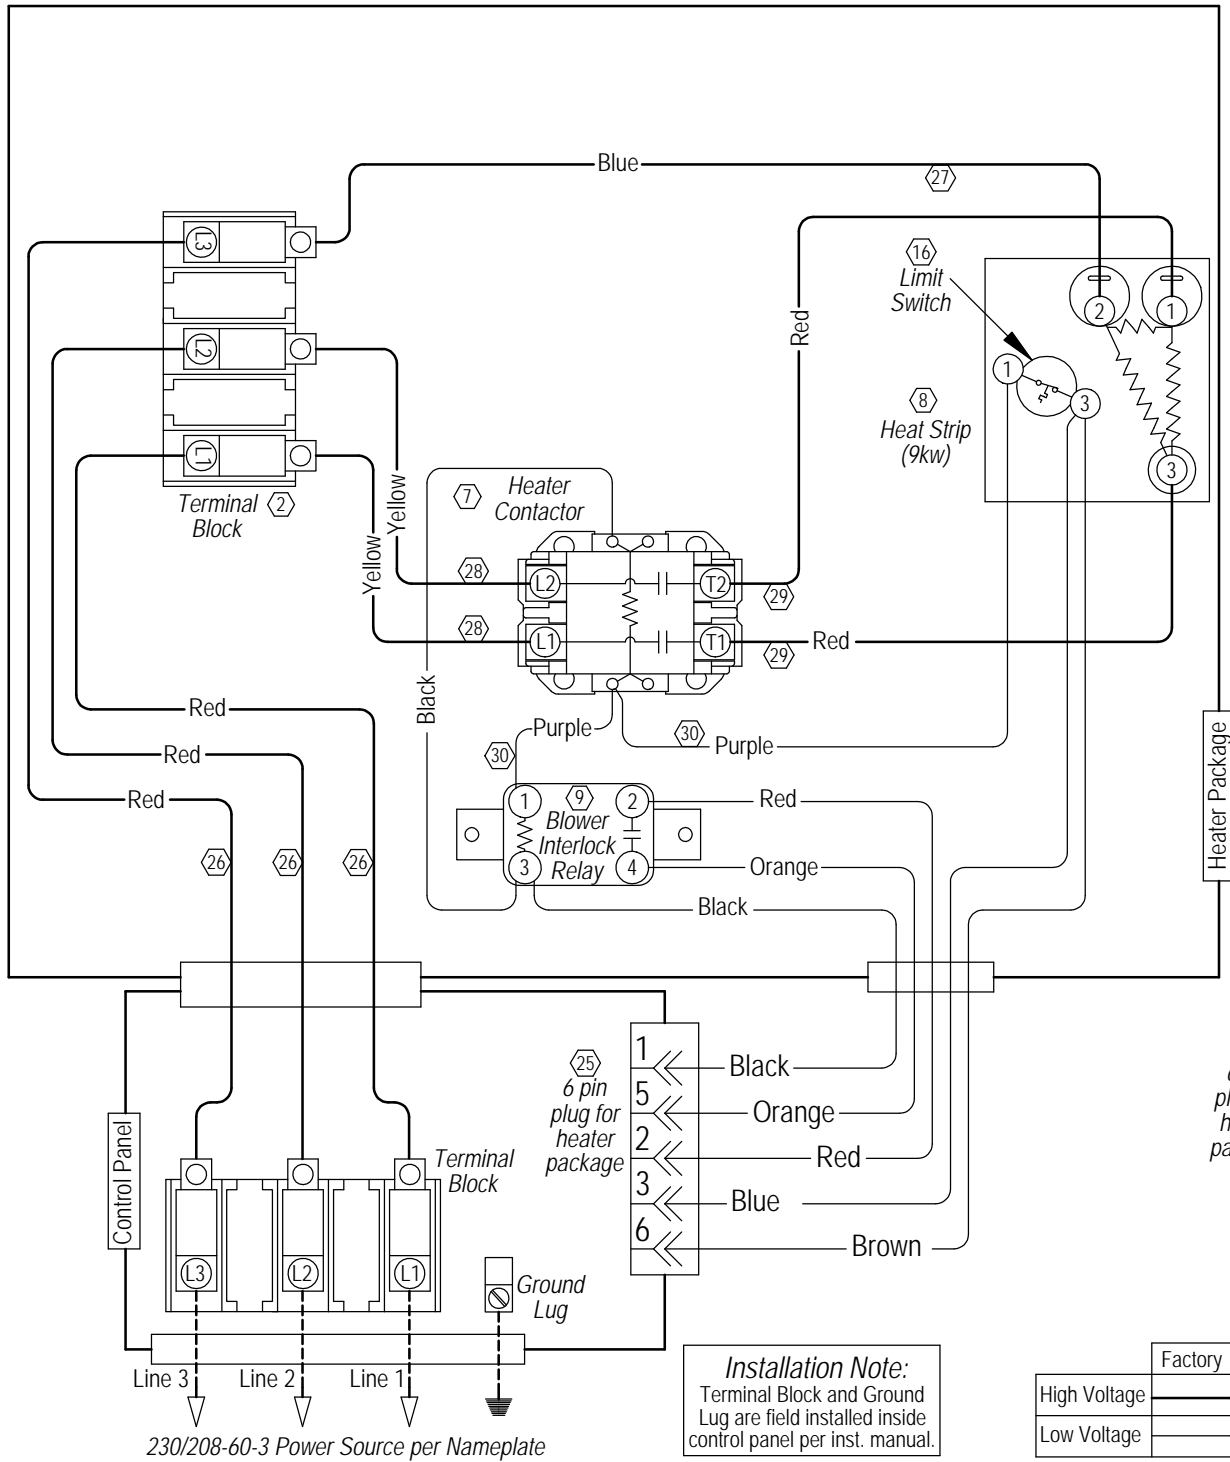 Blue
27
16
Limit
Switch
L3
2
1
Red
L2
1
3
8
Heat Strip
(9kw)
L1
3
Terminal 2
Block
Yellow
Yellow
7
Heater
Contactor
28
L2
T2
29
28
L1
T1
29
Red
Black
Red
Purple
30
30
Purple
Red
Red
Heater Package
1
9
2
Blower
Interlock
Relay
3
4
Red
Orange
Black
26
26
26
25
6 pin
plug for
heater
package
1
Black
5
Orange
2
Red
3
Blue
6
Brown
Control Panel
Terminal
Block
L3
L2
L1
Ground
Lug
Line 3
Line 2
Line 1
230/208-60-3 Power Source per Nameplate
Installation Note:
Terminal Block and Ground
Lug are field installed inside
control panel per inst. manual.
Factory
High Voltage
Low Voltage